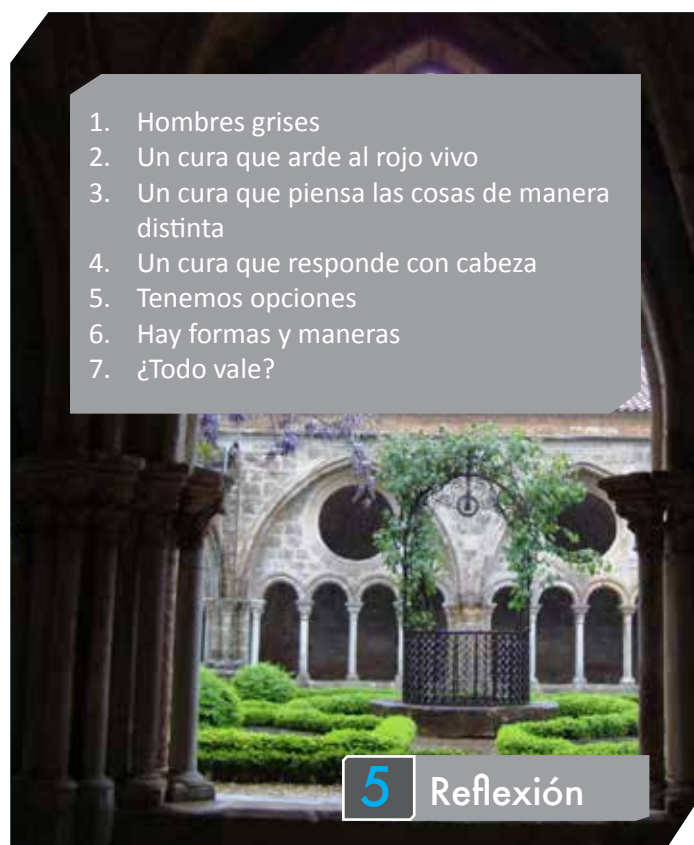 1. Hombres grises
2. Un cura que arde al rojo vivo
3. Un cura que piensa las cosas de manera
distinta
4. Un cura que responde con cabeza
5. Tenemos opciones
6. Hay formas y maneras
7. ¿Todo vale?
5 Reflexión